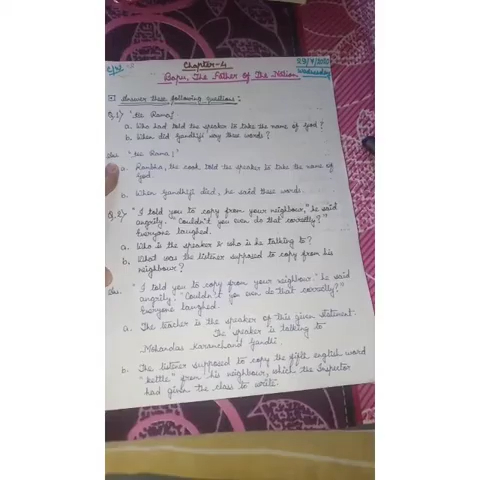 C/W
Chapter-4
29/7/2020
Wednesday
Bapu, The Father Of The Nation
Answer these following questions:
Q.1) "Hee Rama!"
a. Who had told the speaker to take the name of God?
b. When did Gandhiji say these words?
Ans. "Hee Rama!"
a. Rambha, the cook told the speaker to take the name of
God.
b. When Gandhiji died, he said these words.
Q.2) "I told you to copy from your neighbour," he said
angrily. "Couldn't you even do that correctly?"
Everyone laughed.
a. Who is the speaker & who is he talking to?
b. What was the listener supposed to copy from his
neighbour?
Ans. "I told you to copy from your neighbour." he said
angrily. "Couldn't you even do that correctly?"
Everyone laughed.
a. The teacher is the speaker of this given statement.
The speaker is talking to
Mohandas Karamchand Gandhi.
b. The listener supposed to copy the fifth english word
"kettle" from his neighbour, which the Inspector
had given the class to write.